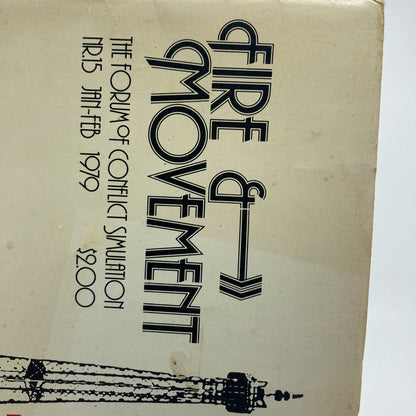 FIRE &
MOVEMENT
THE FORUM OF CONFLICT SIMULATION
NR.15 JAN-FEB 1979 $2.00